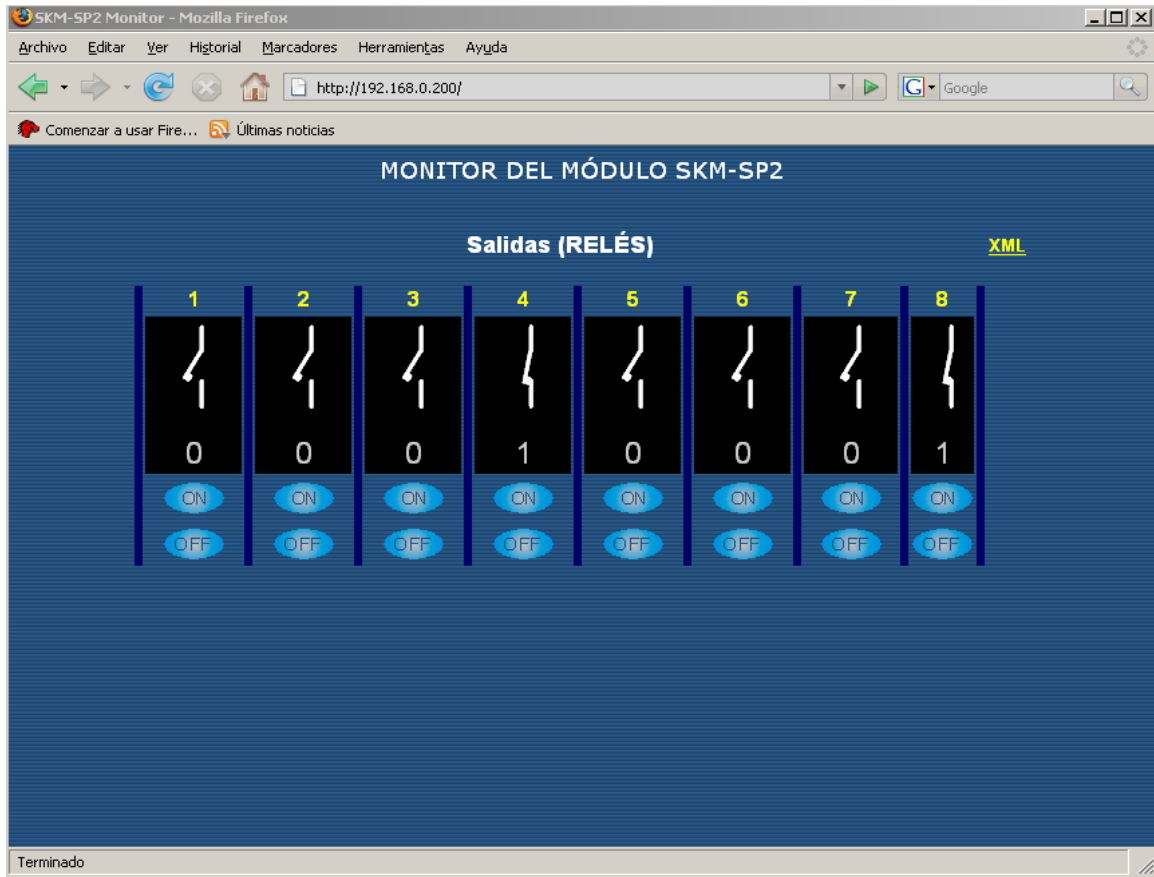 SKM-SP2 Monitor - Mozilla Firefox
Archivo Editar Ver Historial Marcadores Herramientas Ayuda
http://192.168.0.200/ G Google
Comenzar a usar Fire... Últimas noticias
MONITOR DEL MÓDULO SKM-SP2
Salidas (RELÉS) XML
1 2 3 4 5 6 7 8
0 0 0 1 0 0 0 1
ON ON ON ON ON ON ON ON
OFF OFF OFF OFF OFF OFF OFF OFF
Terminado